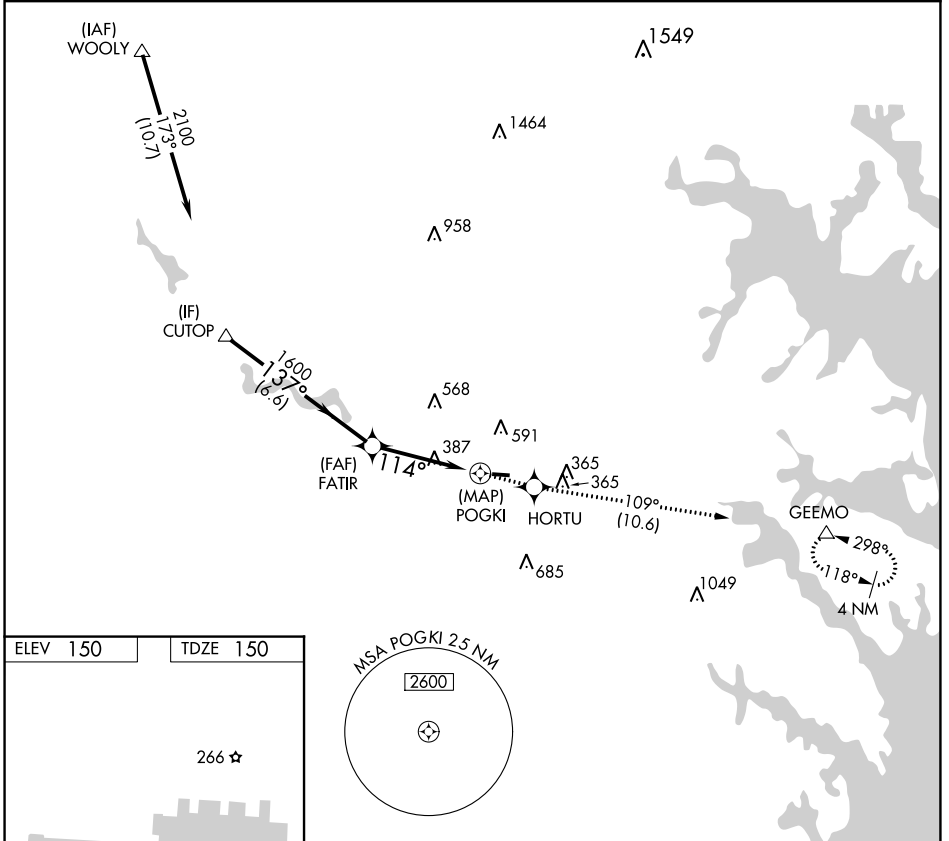 (IAF)
WOOLY
2100
173°
(10.7)
1549
1464
958
(IF)
CUTOP
1600
137°
(6.6)
568
591
387
(FAF)
FATIR
114°
(MAP)
POGKI
HORTU
365
365
109°
(10.6)
GEEMO
298°
118°
4 NM
685
1049
ELEV 150
TDZE 150
266
MSA POGKI 25 NM
2600